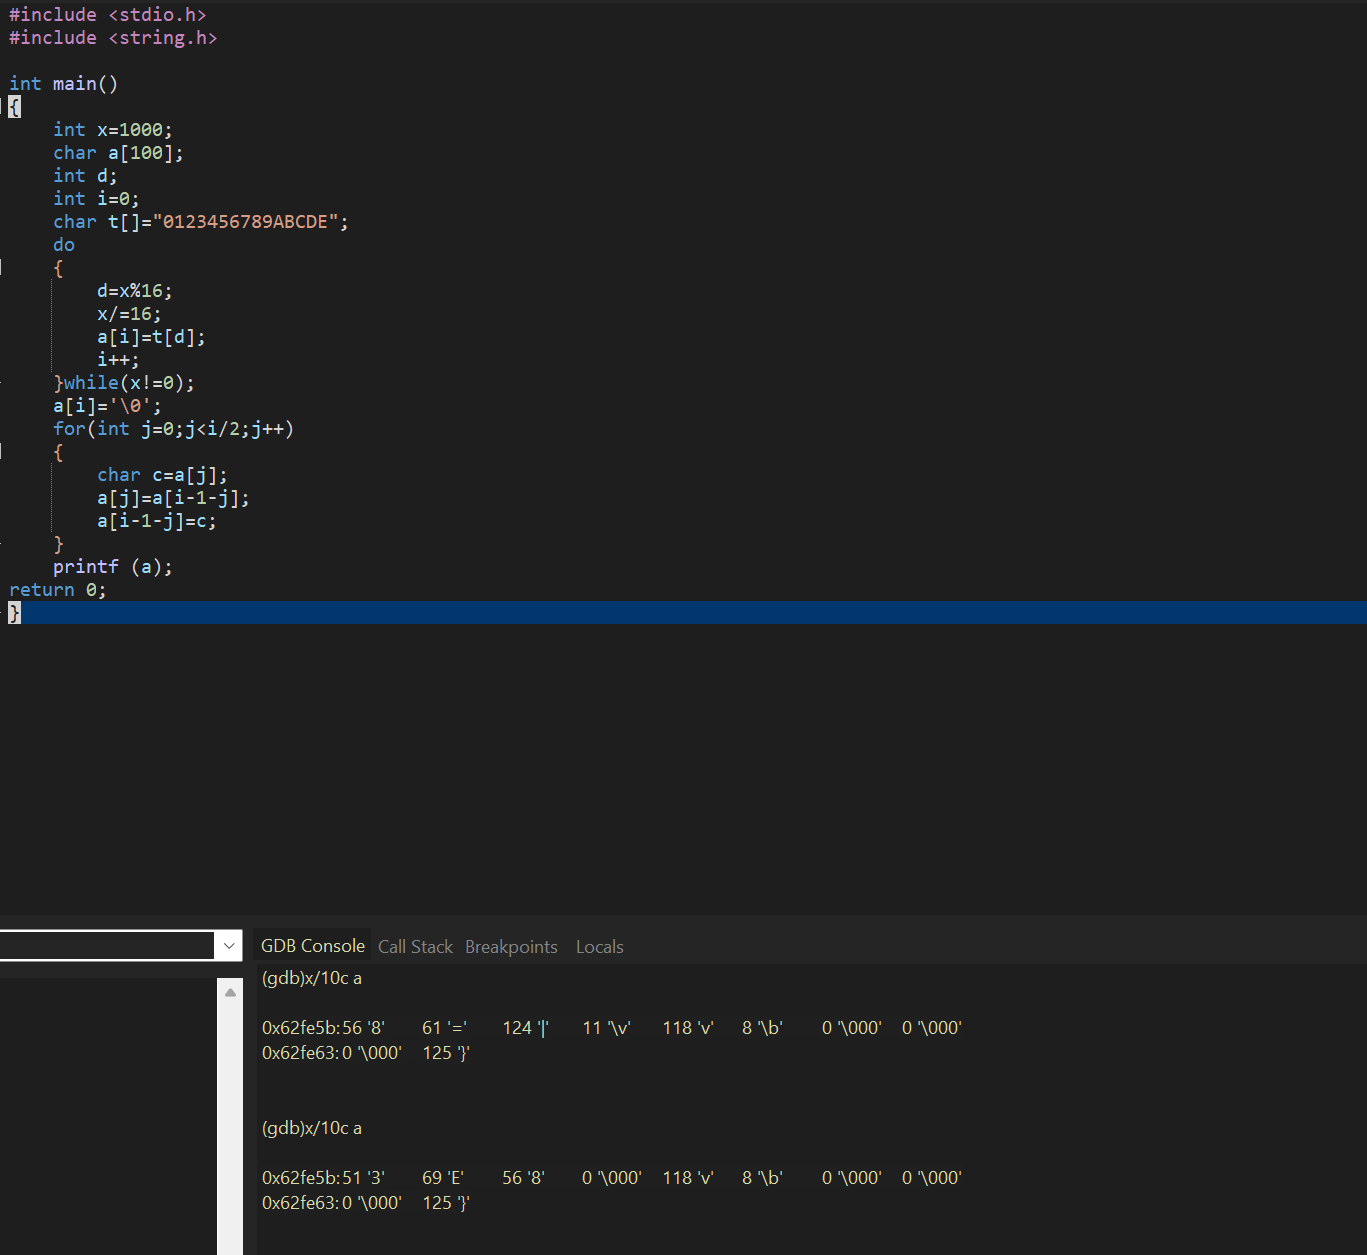 #include <stdio.h>
#include <string.h>
int main()
{
    int x=1000;
    char a[100];
    int d;
    int i=0;
    char t[]="0123456789ABCDE";
    do
    {
        d=x%16;
        x/=16;
        a[i]=t[d];
        i++;
    }while(x!=0);
    a[i]='\0';
    for(int j=0;j<i/2;j++)
    {
        char c=a[j];
        a[j]=a[i-1-j];
        a[i-1-j]=c;
    }
    printf (a);
return 0;
}
GDB Console Call Stack Breakpoints Locals
(gdb)x/10c a
0x62fe5b: 56 '8' 61 '=' 124 '|' 11 '\v' 118 'v' 8 '\b' 0 '\000' 0 '\000'
0x62fe63: 0 '\000' 125 '}'
(gdb)x/10c a
0x62fe5b: 51 '3' 69 'E' 56 '8' 0 '\000' 118 'v' 8 '\b' 0 '\000' 0 '\000'
0x62fe63: 0 '\000' 125 '}'